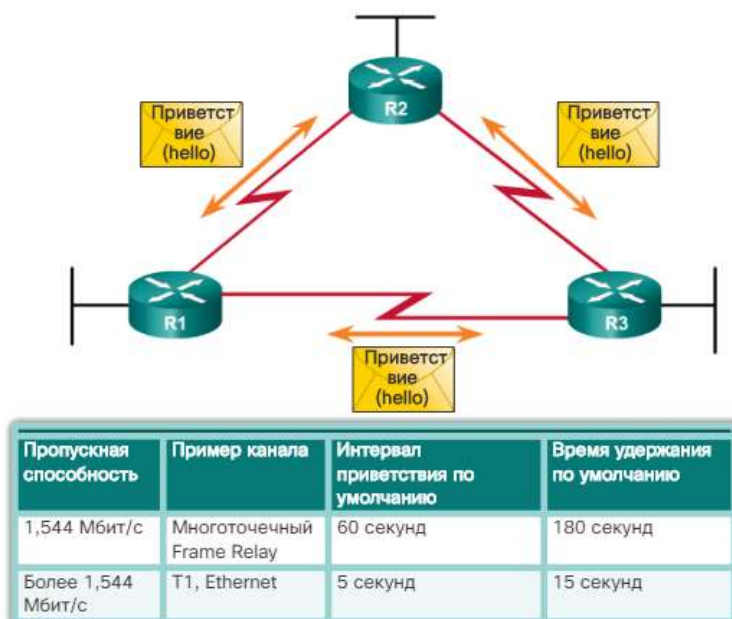 Приветст
вие
(hello)
R2
Приветст
вие
(hello)
R1
R3
Приветст
вие
(hello)
Пропускная
способность
Пример канала
Интервал
приветствия по
умолчанию
Время удержания
по умолчанию
1,544 Мбит/с
Многоточечный
Frame Relay
60 секунд
180 секунд
Более 1,544
Мбит/с
T1, Ethernet
5 секунд
15 секунд